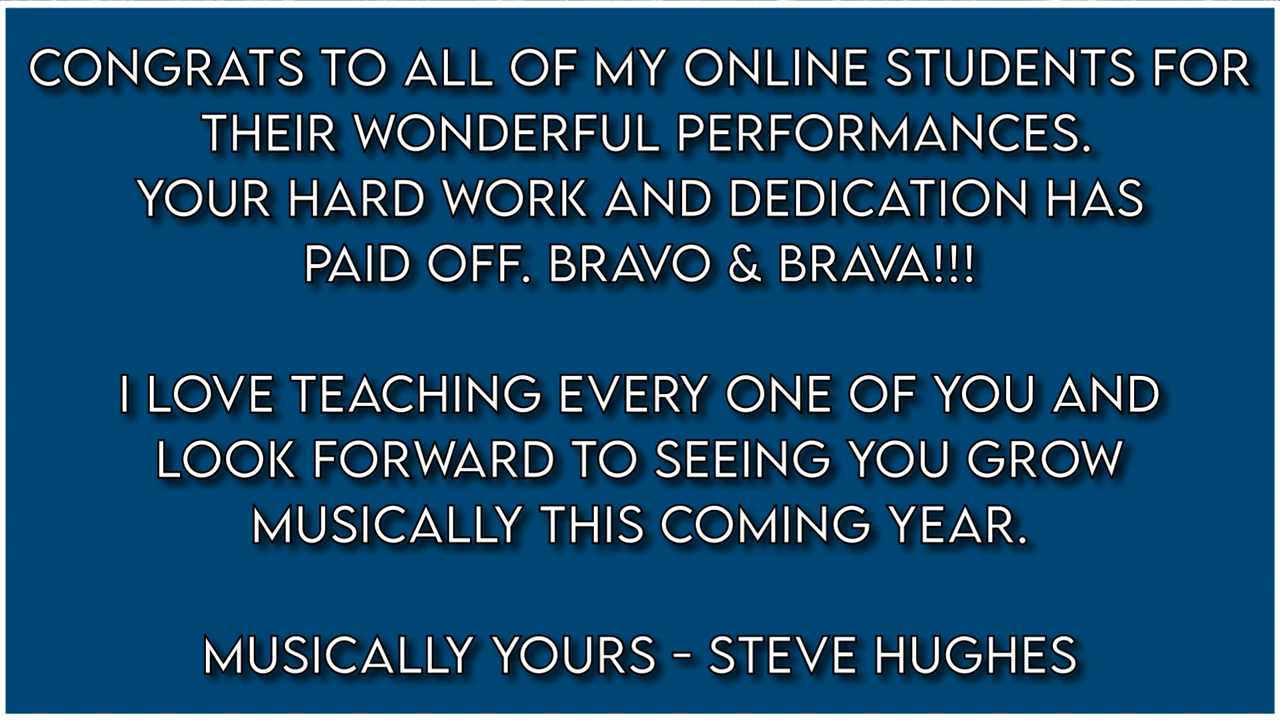 CONGRATS TO ALL OF MY ONLINE STUDENTS FOR
THEIR WONDERFUL PERFORMANCES.
YOUR HARD WORK AND DEDICATION HAS
PAID OFF. BRAVO & BRAVA!!!
I LOVE TEACHING EVERY ONE OF YOU AND
LOOK FORWARD TO SEEING YOU GROW
MUSICALLY THIS COMING YEAR.
MUSICALLY YOURS - STEVE HUGHES